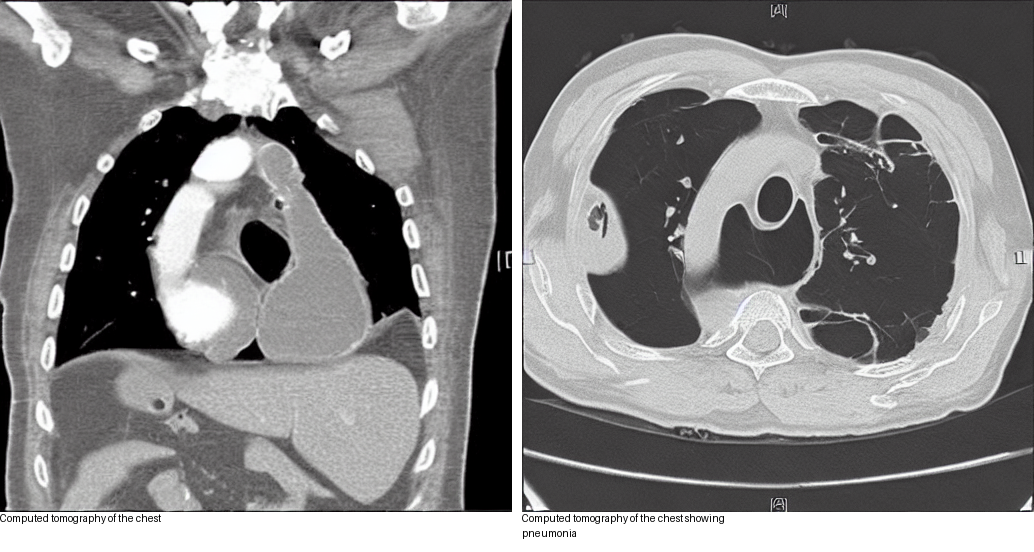 [A]
Computed tomography of the chest
Computed tomography of the chest showing
pneumonia